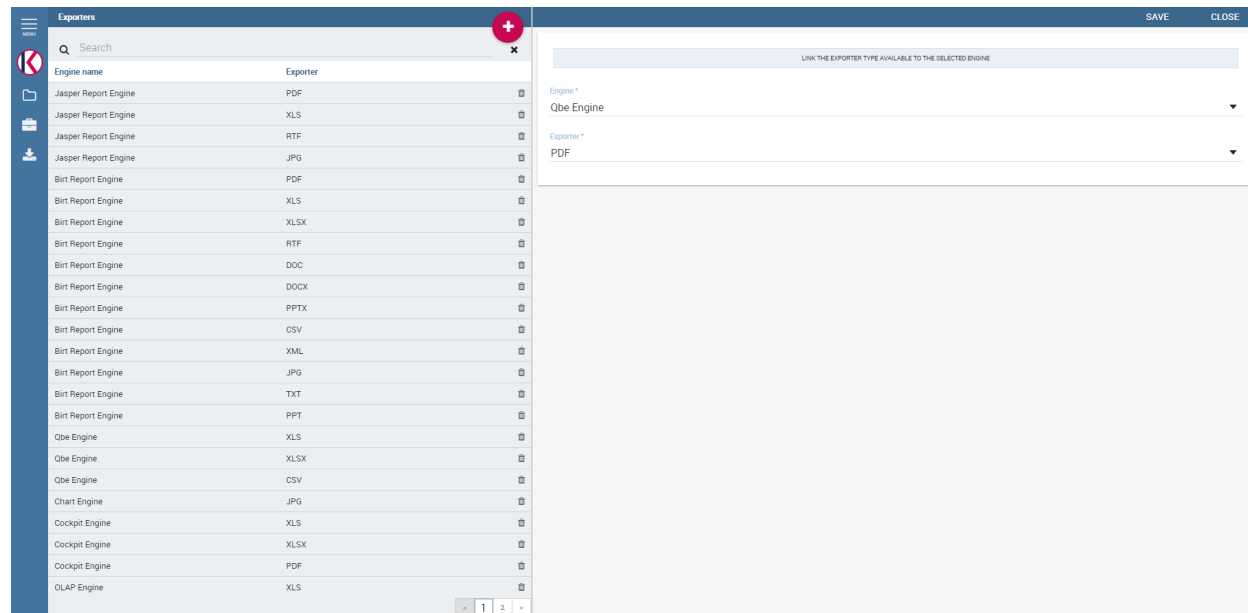 MENU
Exporters
+
Search
Engine name Exporter
Jasper Report Engine PDF
Jasper Report Engine XLS
Jasper Report Engine RTF
Jasper Report Engine JPG
Birt Report Engine PDF
Birt Report Engine XLS
Birt Report Engine XLSX
Birt Report Engine RTF
Birt Report Engine DOC
Birt Report Engine DOCX
Birt Report Engine PPTX
Birt Report Engine CSV
Birt Report Engine XML
Birt Report Engine JPG
Birt Report Engine TXT
Birt Report Engine PPT
Qbe Engine XLS
Qbe Engine XLSX
Qbe Engine CSV
Chart Engine JPG
Cockpit Engine XLS
Cockpit Engine XLSX
Cockpit Engine PDF
OLAP Engine XLS
« 1 2 »
SAVE CLOSE
LINK THE EXPORTER TYPE AVAILABLE TO THE SELECTED ENGINE
Engine *
Qbe Engine
Exporter *
PDF